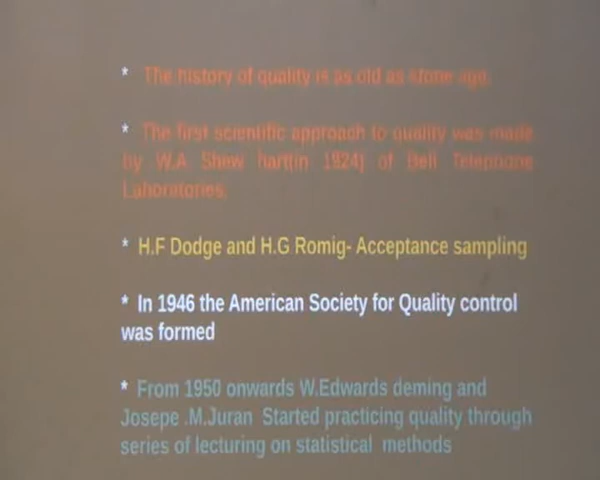 * The history of quality is as old as stone age.
* The first scientific approach to quality was made
by W.A Shew hart(in 1924) of Bell Telephone
Laboratories.
* H.F Dodge and H.G Romig- Acceptance sampling
* In 1946 the American Society for Quality control
was formed
* From 1950 onwards W.Edwards deming and
Josepe .M.Juran Started practicing quality through
series of lecturing on statistical methods